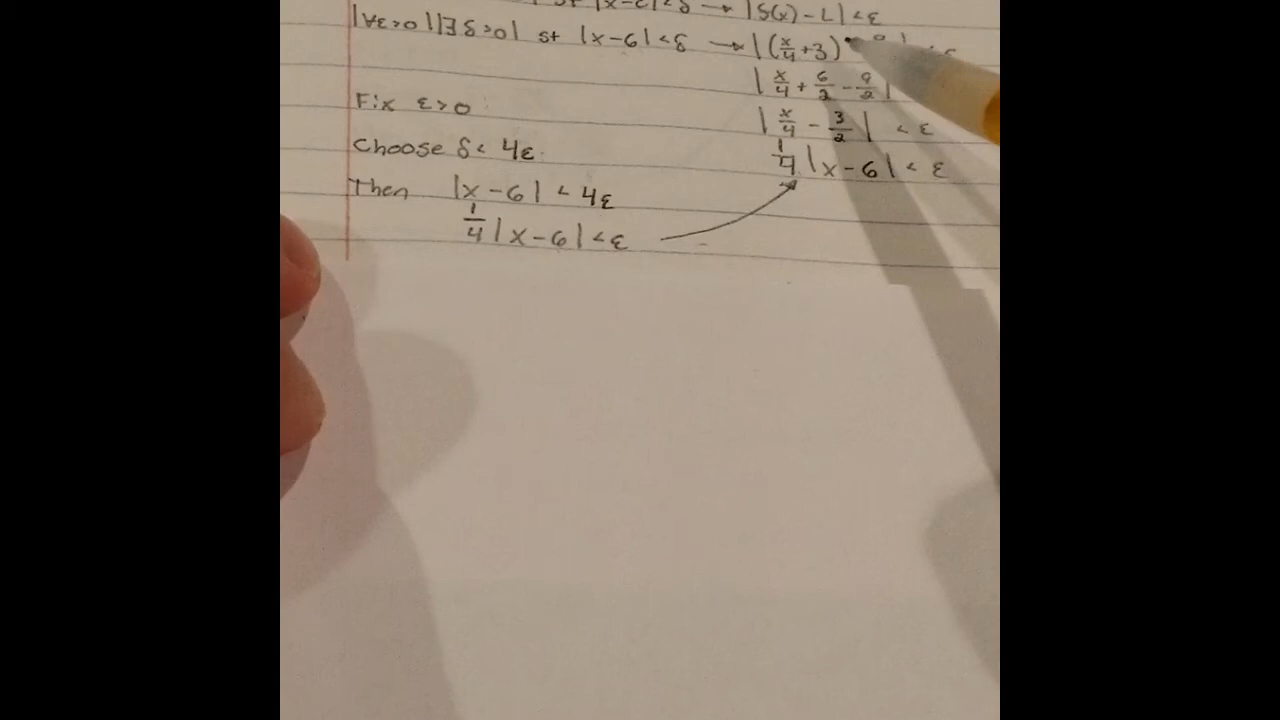 st |x-c| < δ → |f(x) - L| < ε
|∀ε>0||∃δ>0| st |x-6| < δ → |(x/4 + 3)
|x/4 + 6/2 - 9/2|
Fix ε>0
|x/4 - 3/2| < ε
Choose δ < 4ε.
1/4 |x-6| < ε
Then |x-6| < 4ε
1/4 |x-6| < ε